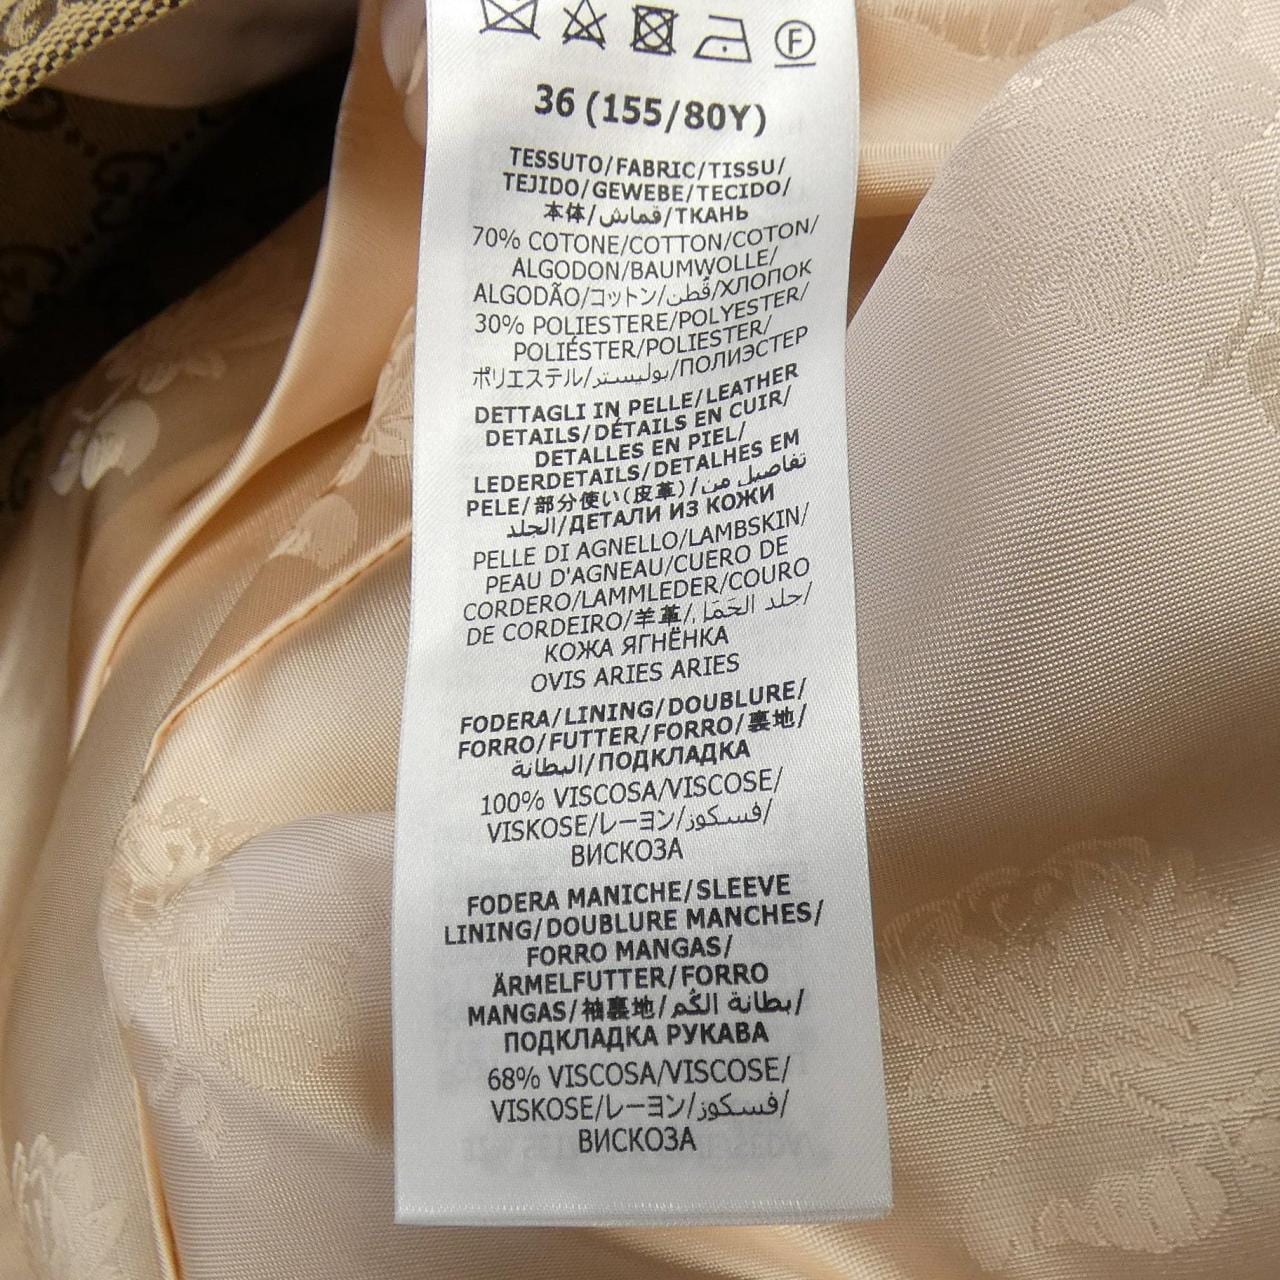 F
36 (155/80Y)
TESSUTO/FABRIC/TISSU/
TEJIDO/GEWEBE/TECIDO/
本体/قماش/ТКАНЬ
70% COTONE/COTTON/COTON/
ALGODON/BAUMWOLLE/
ALGODÃO/コットン/قُطن/ХЛОПОК
30% POLIESTERE/POLYESTER/
POLIÉSTER/POLIESTER/
ポリエステル/بوليستر/ПОЛИЭСТЕР
DETTAGLI IN PELLE/LEATHER
DETAILS/DÉTAILS EN CUIR/
DETALLES EN PIEL/
LEDERDETAILS/DETALHES EM
PELE/部分使い(皮革)/تفاصيل من
الجلد/ДЕТАЛИ ИЗ КОЖИ
PELLE DI AGNELLO/LAMBSKIN/
PEAU D'AGNEAU/CUERO DE
CORDERO/LAMMLEDER/COURO
DE CORDEIRO/羊革/جلد الحَمَل/
КОЖА ЯГНЁНКА
OVIS ARIES ARIES
FODERA/LINING/DOUBLURE/
FORRO/FUTTER/FORRO/裏地/
البطانة/ПОДКЛАДКА
100% VISCOSA/VISCOSE/
VISKOSE/レーヨン/فسكوز/
ВИСКОЗА
FODERA MANICHE/SLEEVE
LINING/DOUBLURE MANCHES/
FORRO MANGAS/
ÄRMELFUTTER/FORRO
MANGAS/袖裏地/بطانة الكُم/
ПОДКЛАДКА РУКАВА
68% VISCOSA/VISCOSE/
VISKOSE/レーヨン/فسكوز/
ВИСКОЗА